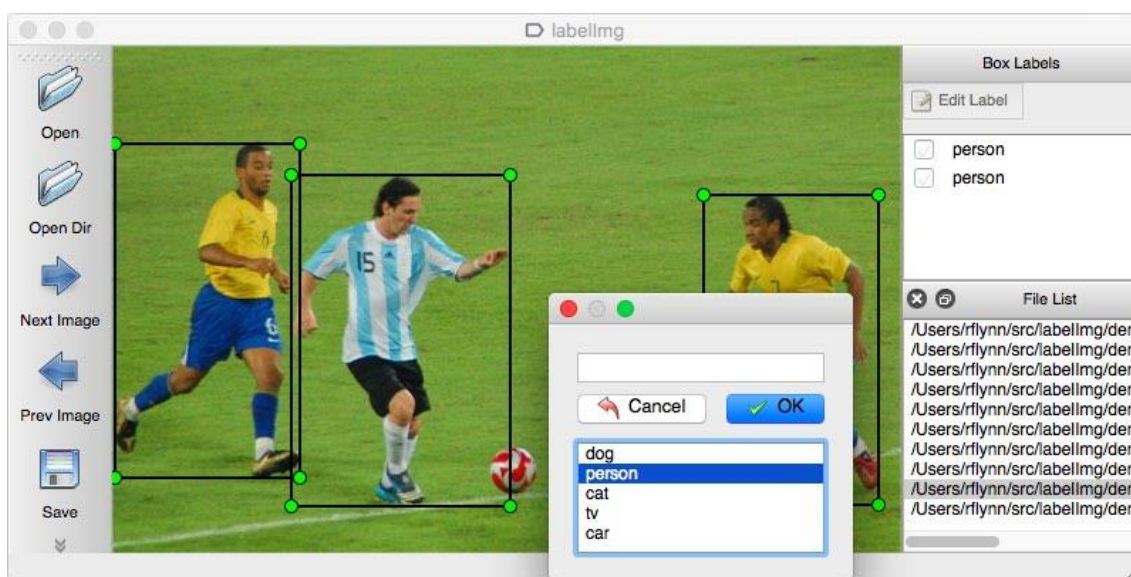 labelImg
Open
Open Dir
Next Image
Prev Image
Save
15
6
6
7
Cancel
OK
dog
person
cat
tv
car
Box Labels
Edit Label
person
person
File List
/Users/rflynn/src/labelImg/der
/Users/rflynn/src/labelImg/der
/Users/rflynn/src/labelImg/der
/Users/rflynn/src/labelImg/der
/Users/rflynn/src/labelImg/der
/Users/rflynn/src/labelImg/der
/Users/rflynn/src/labelImg/der
/Users/rflynn/src/labelImg/der
/Users/rflynn/src/labelImg/der
/Users/rflynn/src/labelImg/der